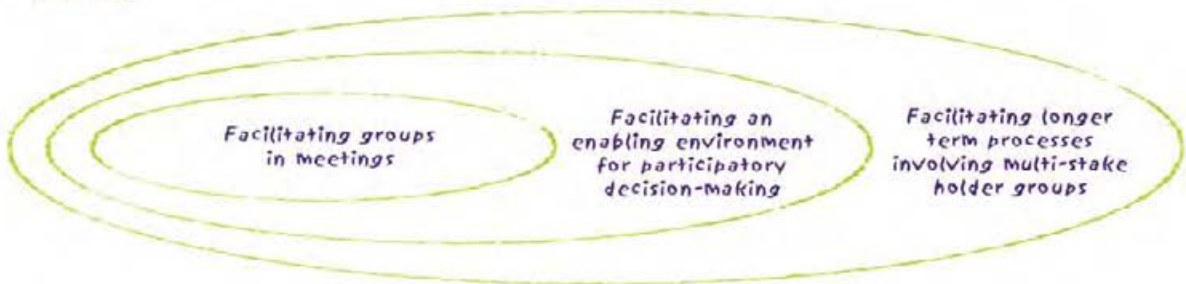 Facilitating groups
in meetings
Facilitating an
enabling environment
for participatory
decision-making
Facilitating longer
term processes
involving multi-stake
holder groups